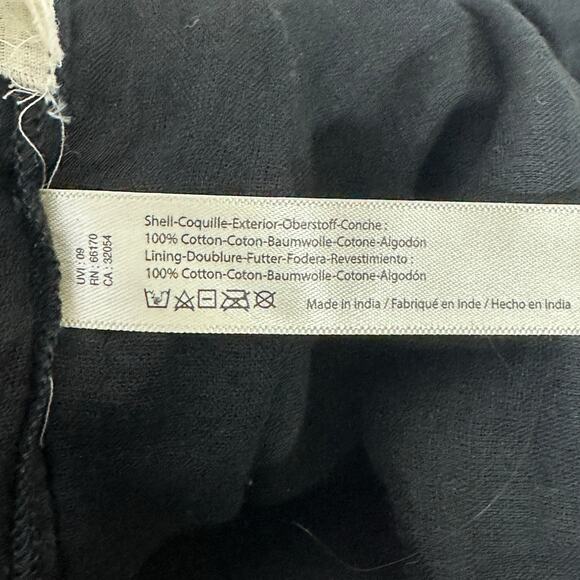 Shell-Coquille-Exterior-Oberstoff-Conche :
100% Cotton-Coton-Baumwolle-Cotone-Algodón
Lining-Doublure-Futter-Fodera-Revestimiento :
100% Cotton-Coton-Baumwolle-Cotone-Algodón
Made in India / Fabriqué en Inde / Hecho en India
UVI : 09
RN : 66170
CA : 32054